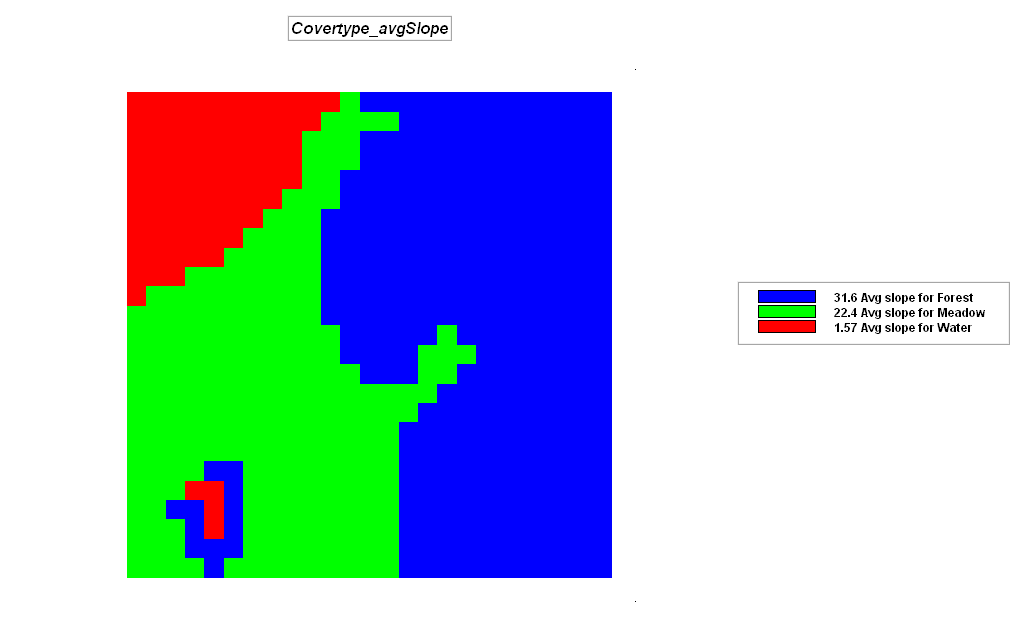 Covertype_avgSlope
31.6 Avg slope for Forest
22.4 Avg slope for Meadow
1.57 Avg slope for Water